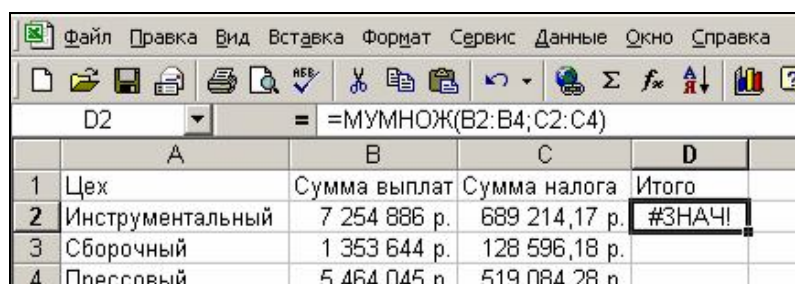 Файл Правка Вид Вставка Формат Сервис Данные Окно Справка
D2 = =МУМНОЖ(B2:B4;C2:C4)
A B C D
1 Цех Сумма выплат Сумма налога Итого
2 Инструментальный 7 254 886 р. 689 214,17 р. #ЗНАЧ!
3 Сборочный 1 353 644 р. 128 596,18 р.
4 Прессовый 5 464 045 р. 519 084,28 р.